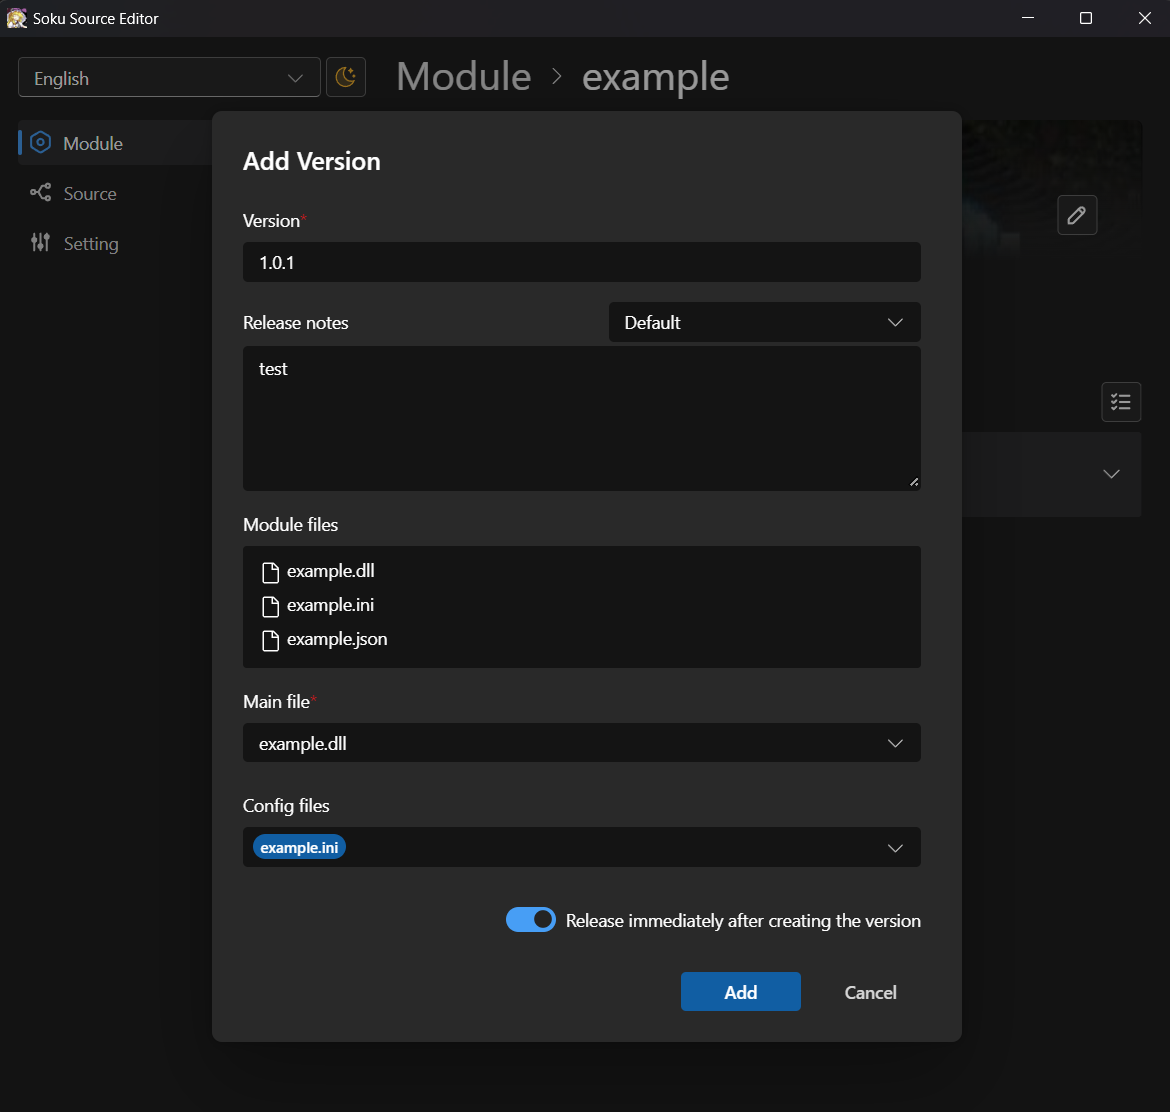 Soku Source Editor
English
Module > example
Module
Source
Setting
Add Version
Version*
1.0.1
Release notes
Default
test
Module files
example.dll
example.ini
example.json
Main file*
example.dll
Config files
example.ini
Release immediately after creating the version
Add
Cancel